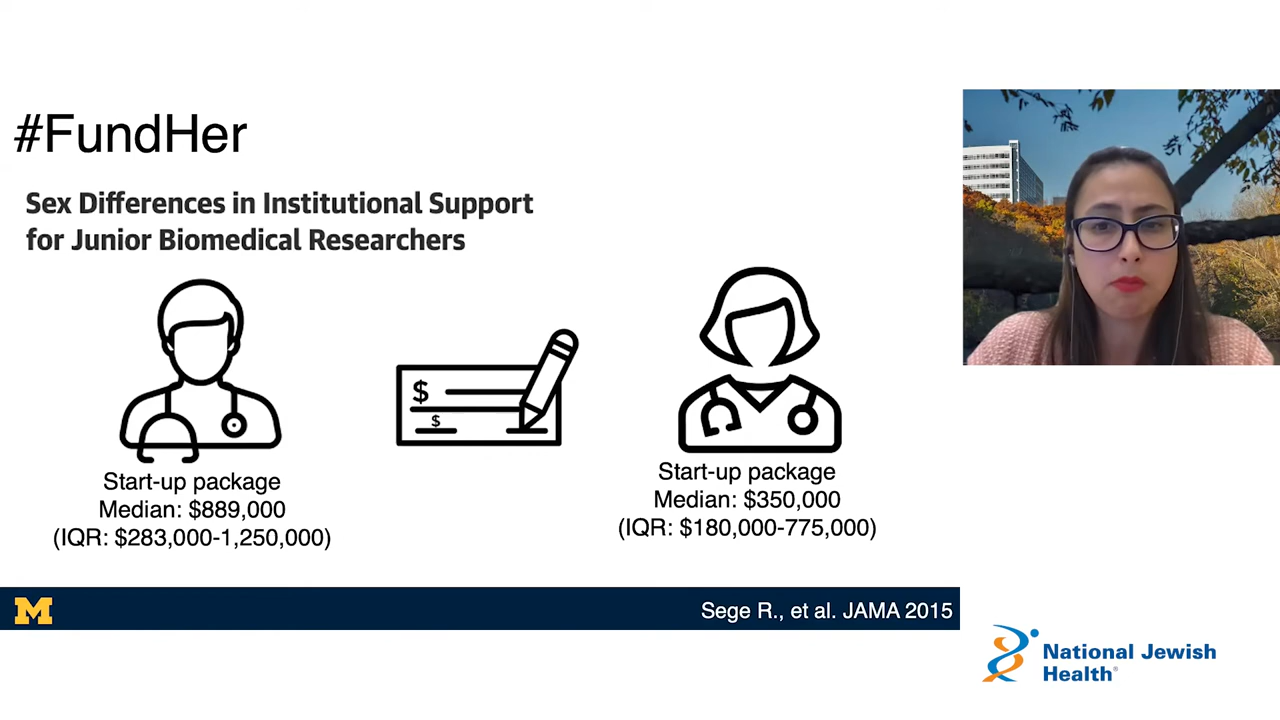 #FundHer
Sex Differences in Institutional Support
for Junior Biomedical Researchers
$
$
Start-up package
Median: $889,000
(IQR: $283,000-1,250,000)
Start-up package
Median: $350,000
(IQR: $180,000-775,000)
M
Sege R., et al. JAMA 2015
National Jewish
Health®